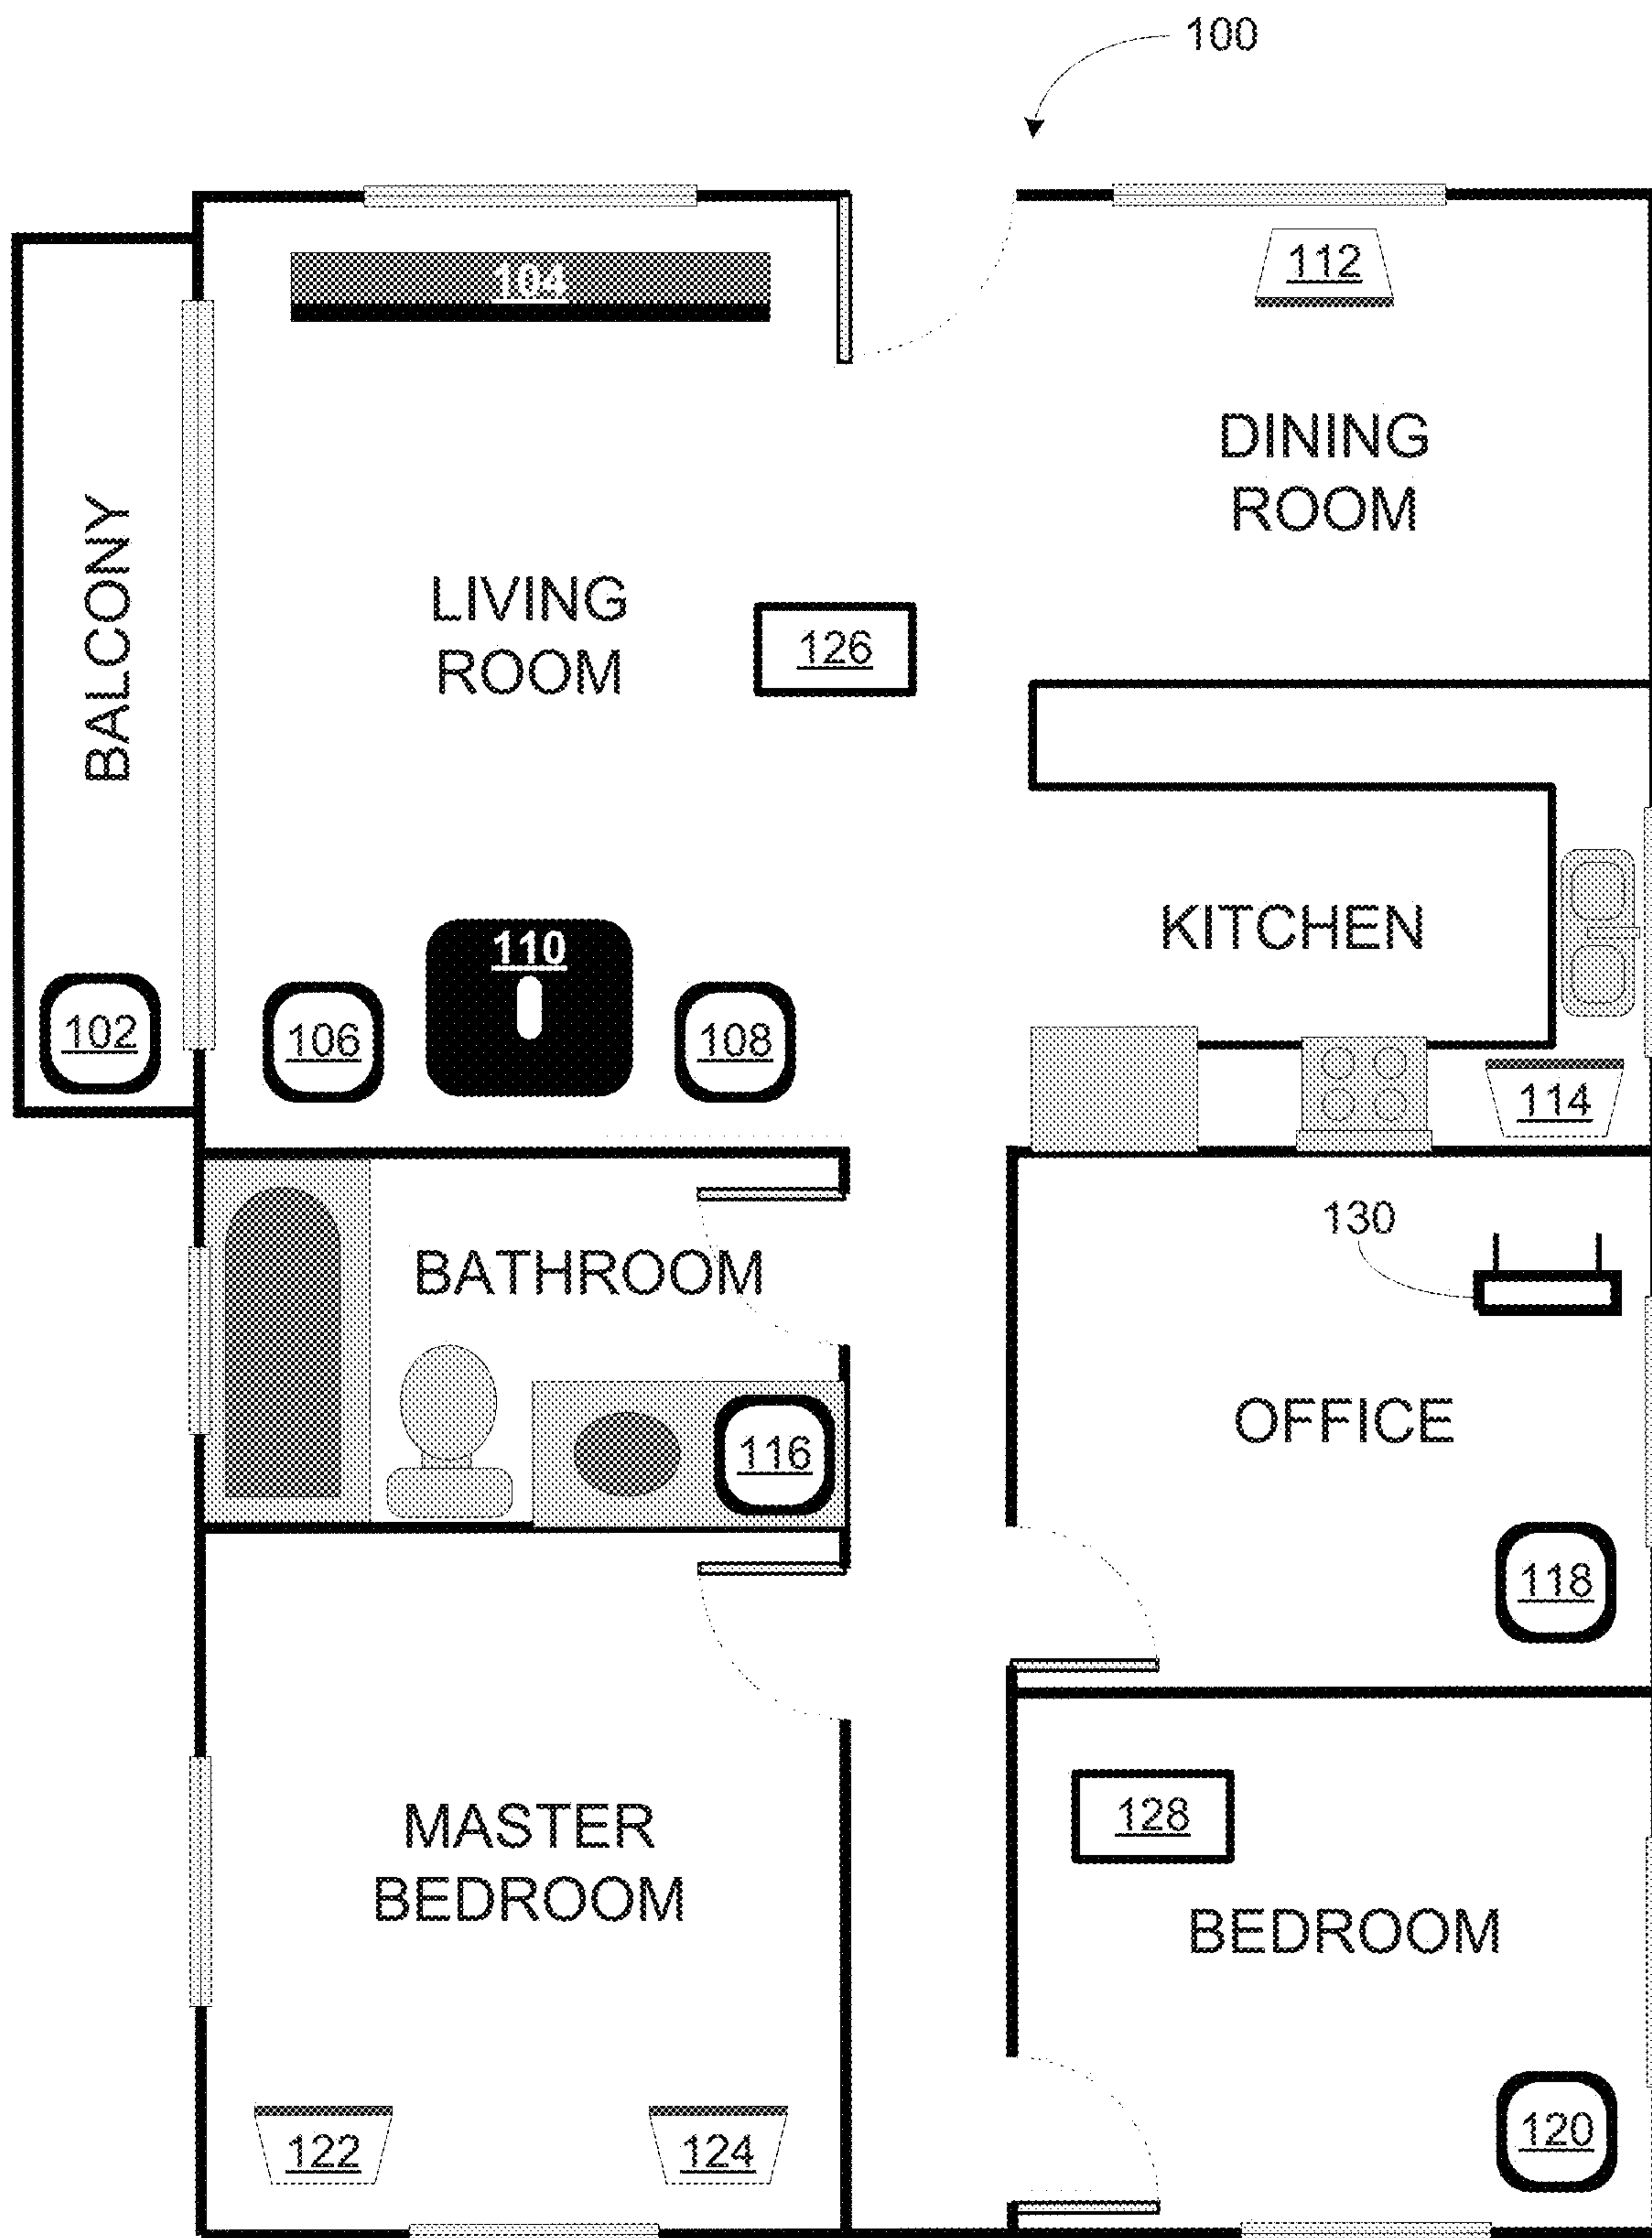 100
104
112
DINING
ROOM
BALCONY
LIVING
ROOM
126
KITCHEN
110
102
106
108
114
130
BATHROOM
OFFICE
116
118
128
MASTER
BEDROOM
BEDROOM
122
124
120